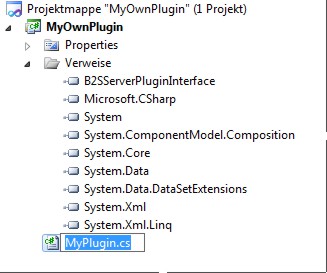 Projektmappe "MyOwnPlugin" (1 Projekt)
MyOwnPlugin
Properties
Verweise
B2SServerPluginInterface
Microsoft.CSharp
System
System.ComponentModel.Composition
System.Core
System.Data
System.Data.DataSetExtensions
System.Xml
System.Xml.Linq
MyPlugin.cs